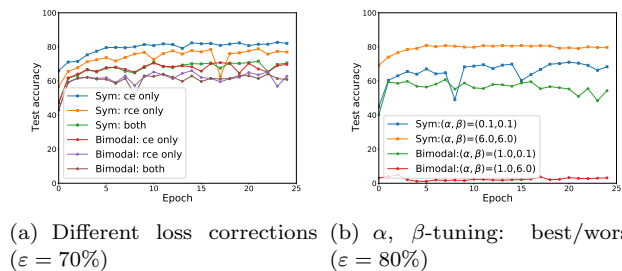 Test accuracy
100
80
60
40
20
0
Sym: ce only
Sym: rce only
Sym: both
Bimodal: ce only
Bimodal: rce only
Bimodal: both
0 5 10 15 20 25
Epoch
Test accuracy
100
80
60
40
20
0
Sym:(α, β)=(0.1,0.1)
Sym:(α, β)=(6.0,6.0)
Bimodal:(α, β)=(1.0,0.1)
Bimodal:(α, β)=(1.0,6.0)
0 5 10 15 20 25
Epoch
(a) Different loss corrections
(ε = 70%)
(b) α, β-tuning: best/wors
(ε = 80%)